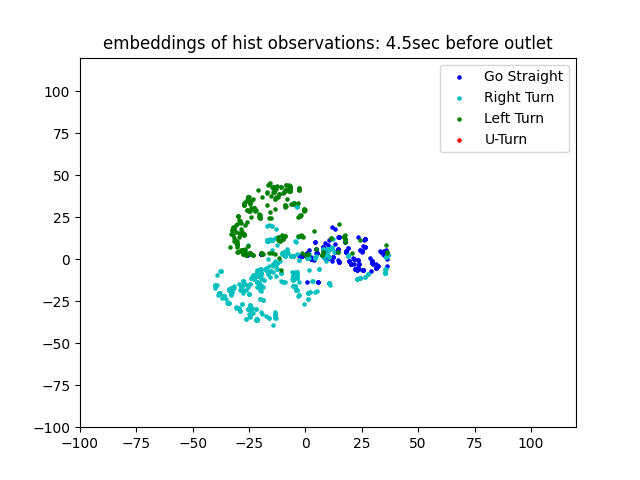 embeddings of hist observations: 4.5sec before outlet
Go Straight
Right Turn
Left Turn
U-Turn
100
75
50
25
0
−25
−50
−75
−100
−100 −75 −50 −25 0 25 50 75 100